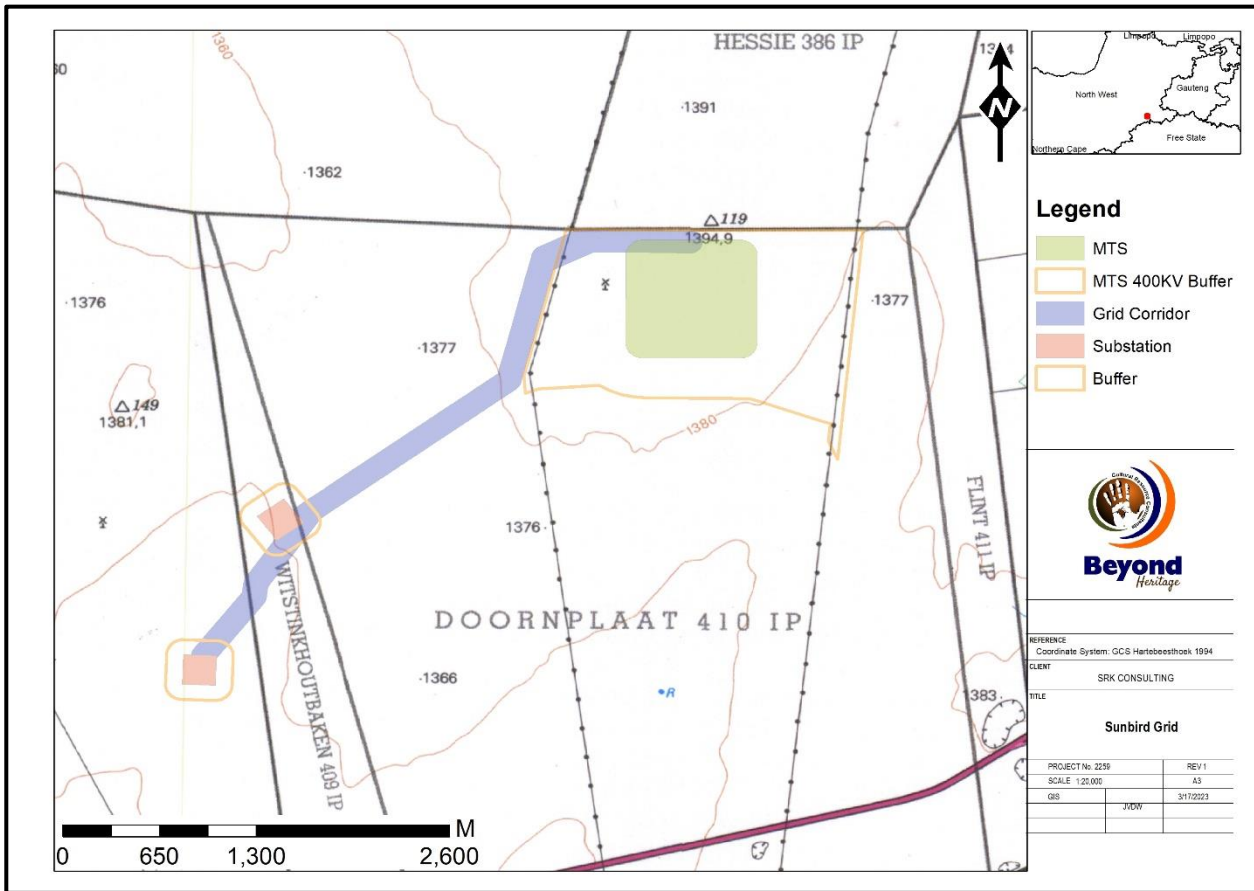 HESSIE 386 IP
1360
60
·1391
·1362
△119
1394,9
·1376
·1377
·1377
△149
1381,1
1380
1376·
FLINT 411 IP
WITSTINKHOUTBAKEN 409 IP
DOORNPLAAT 410 IP
·1366
R
1383
M
0
650
1,300
2,600
N
Limpopo
Limpopo
North West
Gauteng
Free State
Northern Cape
Legend
MTS
MTS 400KV Buffer
Grid Corridor
Substation
Buffer
Cultural Resource Consultants
Beyond
Heritage
REFERENCE
Coordinate System: GCS Hartebeesthoek 1994
CLIENT
SRK CONSULTING
TITLE
Sunbird Grid
PROJECT No. 2259
REV 1
SCALE 1:20,000
A3
GIS
JVDW
3/17/2023